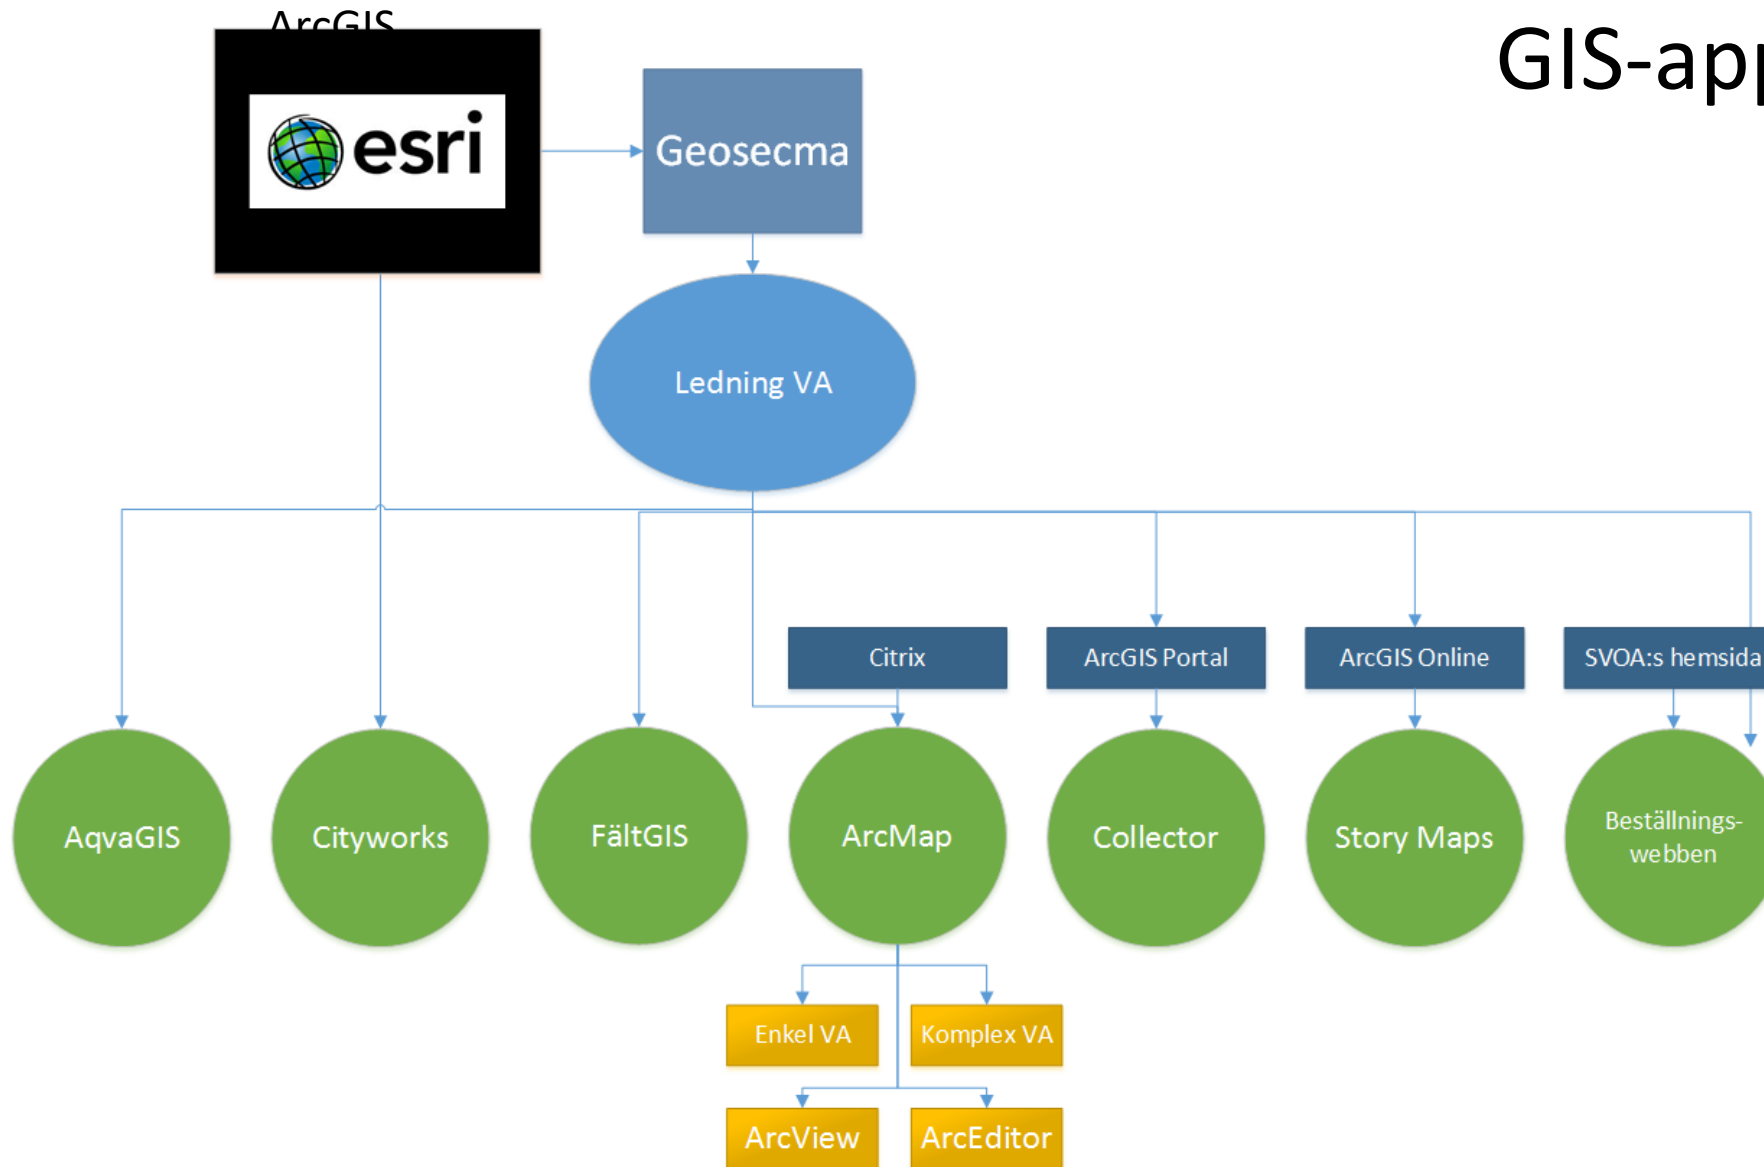 ArcGIS
GIS-app
esri
Geosecma
Ledning VA
Citrix
ArcGIS Portal
ArcGIS Online
SVOA:s hemsida
AqvaGIS
Cityworks
FältGIS
ArcMap
Collector
Story Maps
Beställnings-
webben
Enkel VA
Komplex VA
ArcView
ArcEditor